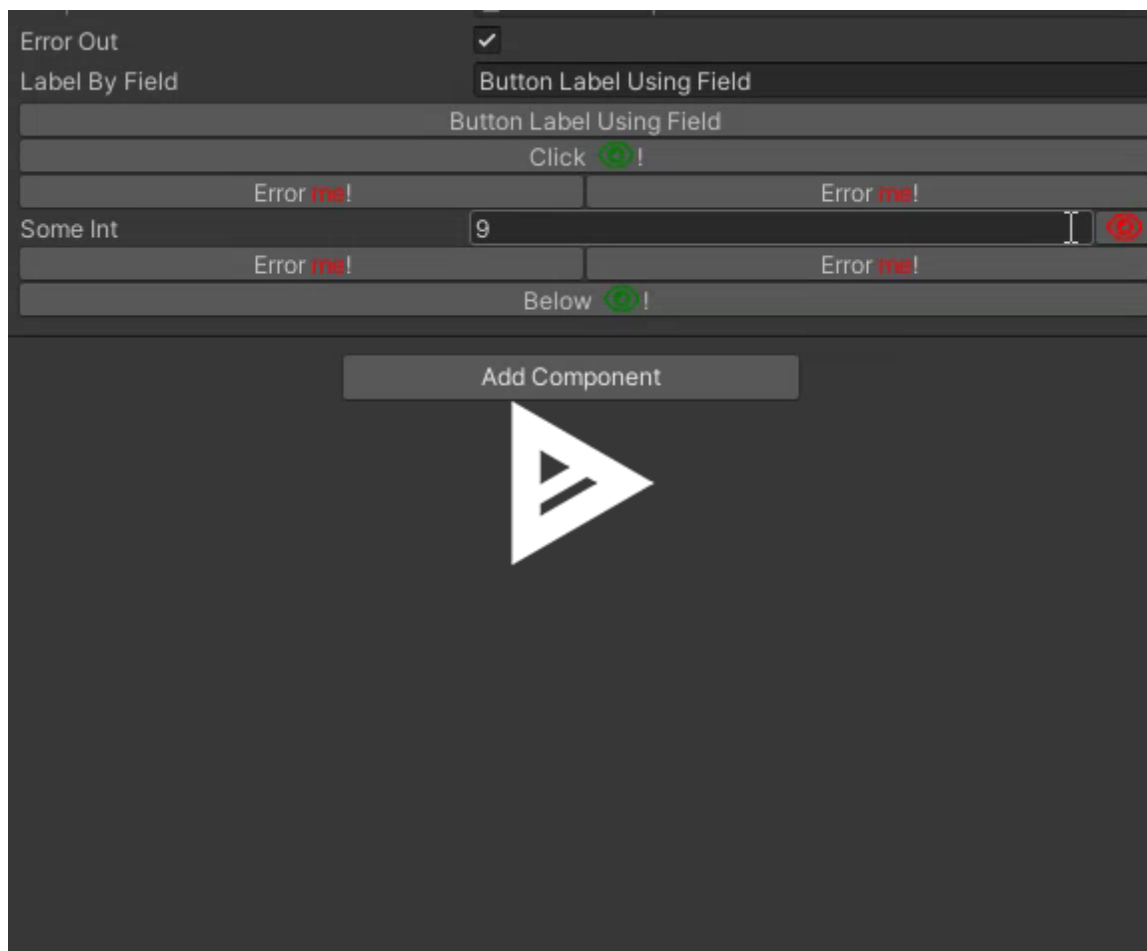 Error Out
Label By Field Button Label Using Field
Button Label Using Field
Click !
Error me! Error me!
Some Int 9
Error me! Error me!
Below !
Add Component